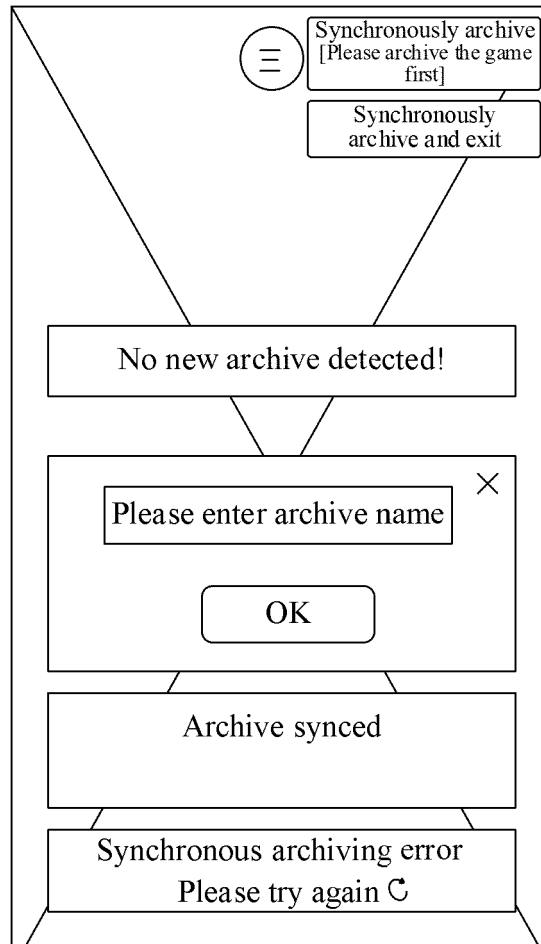 Synchronously archive
[Please archive the game
first]
Synchronously
archive and exit
No new archive detected!
Please enter archive name
OK
Archive synced
Synchronous archiving error
Please try again